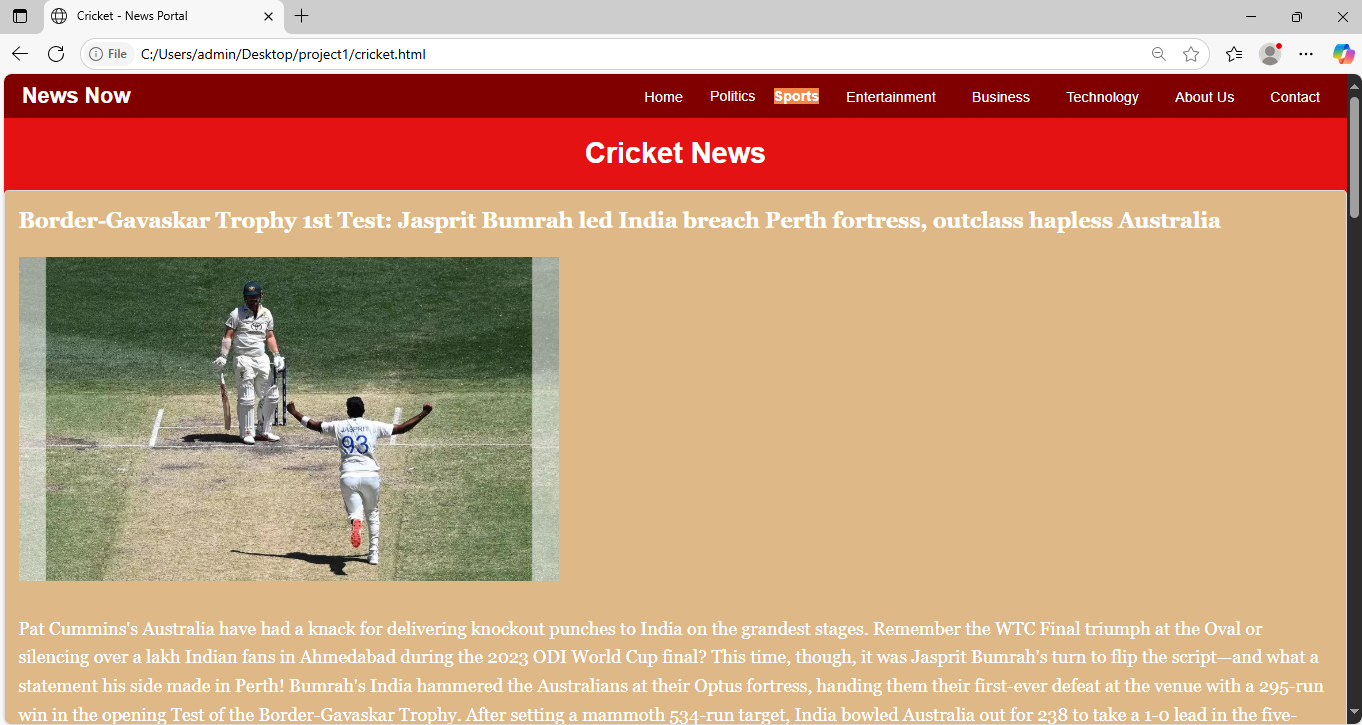 Cricket - News Portal
File C:/Users/admin/Desktop/project1/cricket.html
News Now Home Politics Sports Entertainment Business Technology About Us Contact
Cricket News
Border-Gavaskar Trophy 1st Test: Jasprit Bumrah led India breach Perth fortress, outclass hapless Australia
JASPRIT
93
Pat Cummins's Australia have had a knack for delivering knockout punches to India on the grandest stages. Remember the WTC Final triumph at the Oval or
silencing over a lakh Indian fans in Ahmedabad during the 2023 ODI World Cup final? This time, though, it was Jasprit Bumrah's turn to flip the script—and what a
statement his side made in Perth! Bumrah's India hammered the Australians at their Optus fortress, handing them their first-ever defeat at the venue with a 295-run
win in the opening Test of the Border-Gavaskar Trophy. After setting a mammoth 534-run target, India bowled Australia out for 238 to take a 1-0 lead in the five-